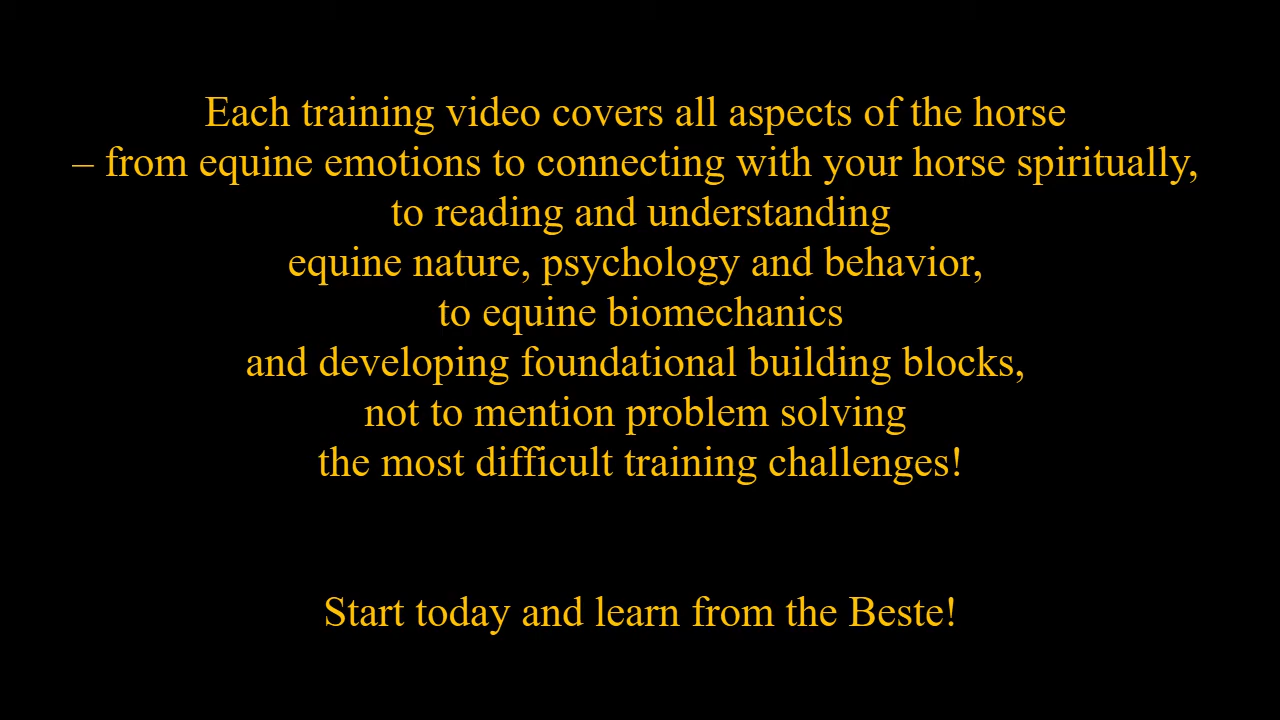 Each training video covers all aspects of the horse
– from equine emotions to connecting with your horse spiritually,
to reading and understanding
equine nature, psychology and behavior,
to equine biomechanics
and developing foundational building blocks,
not to mention problem solving
the most difficult training challenges!
Start today and learn from the Beste!